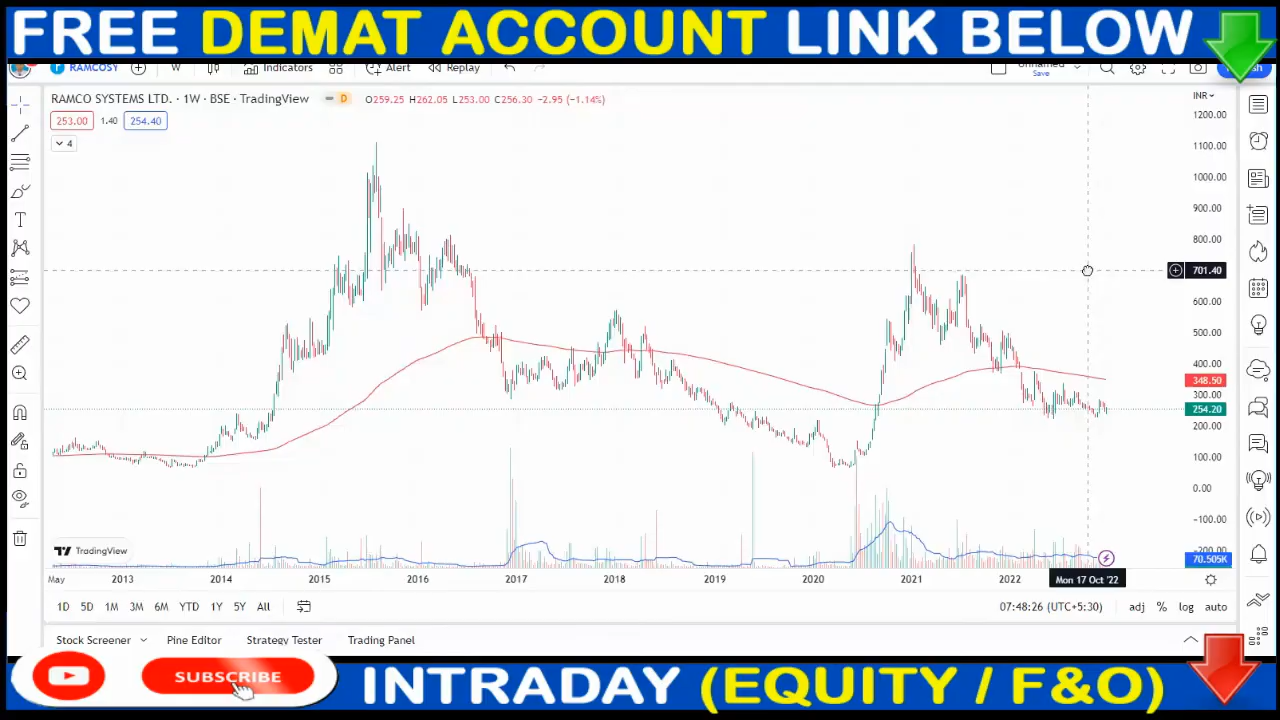 FREE DEMAT ACCOUNT LINK BELOW
RAMCOSY W Indicators Alert Replay Unnamed
Save
RAMCO SYSTEMS LTD. · 1W · BSE · TradingView D O259.25 H262.05 L253.00 C256.30 -2.95 (-1.14%) INR
253.00 1.40 254.40
4
1200.00
1100.00
1000.00
900.00
800.00
701.40
600.00
500.00
400.00
348.50
300.00
254.20
200.00
100.00
0.00
-100.00
-200.00
70.505K
TradingView
May 2013 2014 2015 2016 2017 2018 2019 2020 2021 2022 Mon 17 Oct '22
1D 5D 1M 3M 6M YTD 1Y 5Y All 07:48:26 (UTC+5:30) adj % log auto
Stock Screener Pine Editor Strategy Tester Trading Panel
SUBSCRIBE
INTRADAY (EQUITY / F&O)